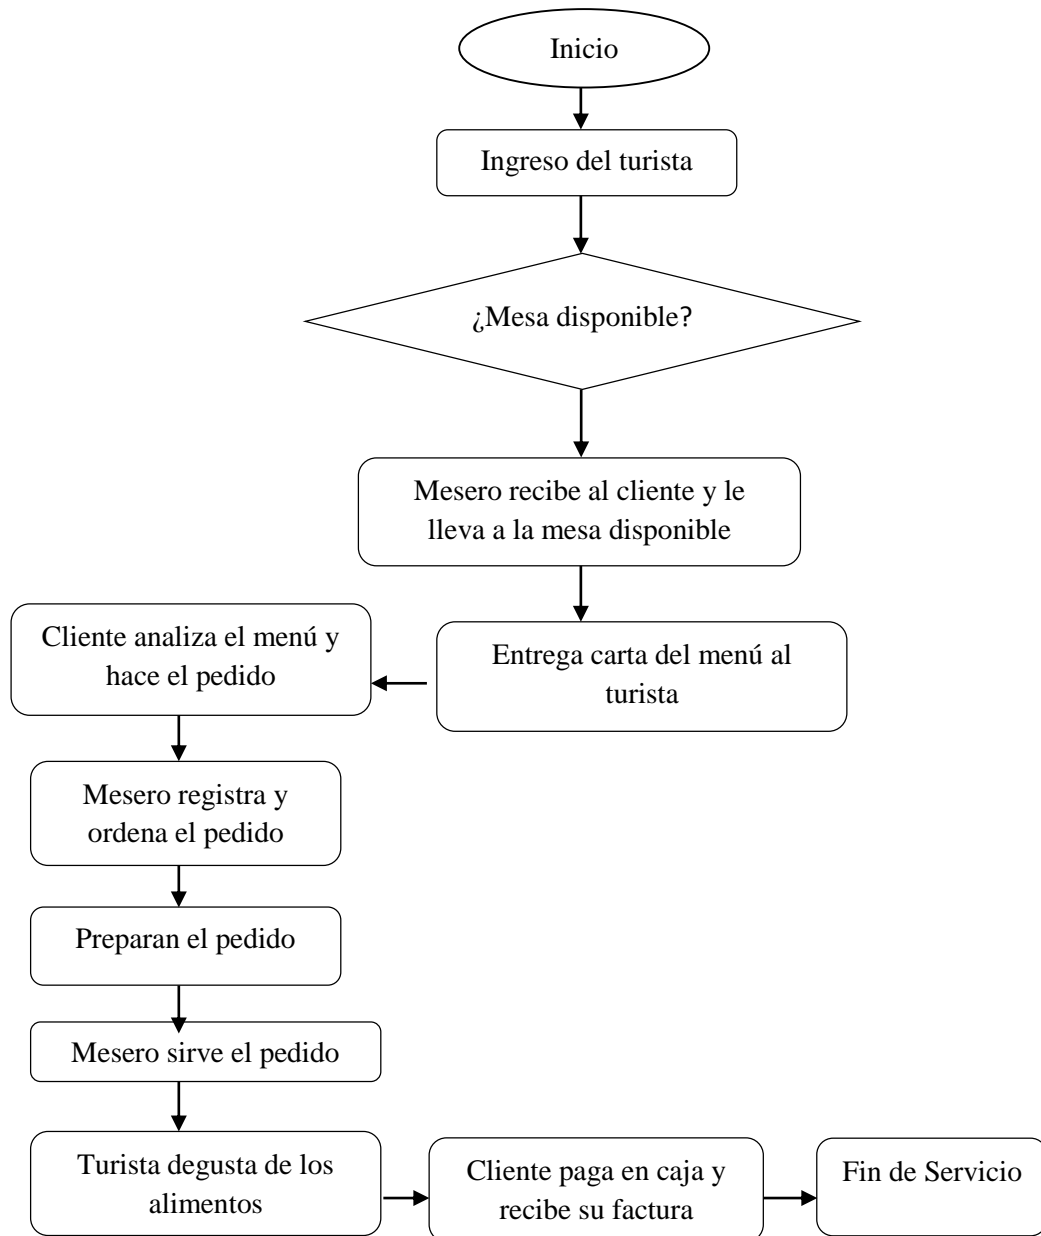 Inicio
Ingreso del turista
¿Mesa disponible?
Mesero recibe al cliente y le
lleva a la mesa disponible
Entrega carta del menú al
turista
Cliente analiza el menú y
hace el pedido
Mesero registra y
ordena el pedido
Preparan el pedido
Mesero sirve el pedido
Turista degusta de los
alimentos
Cliente paga en caja y
recibe su factura
Fin de Servicio